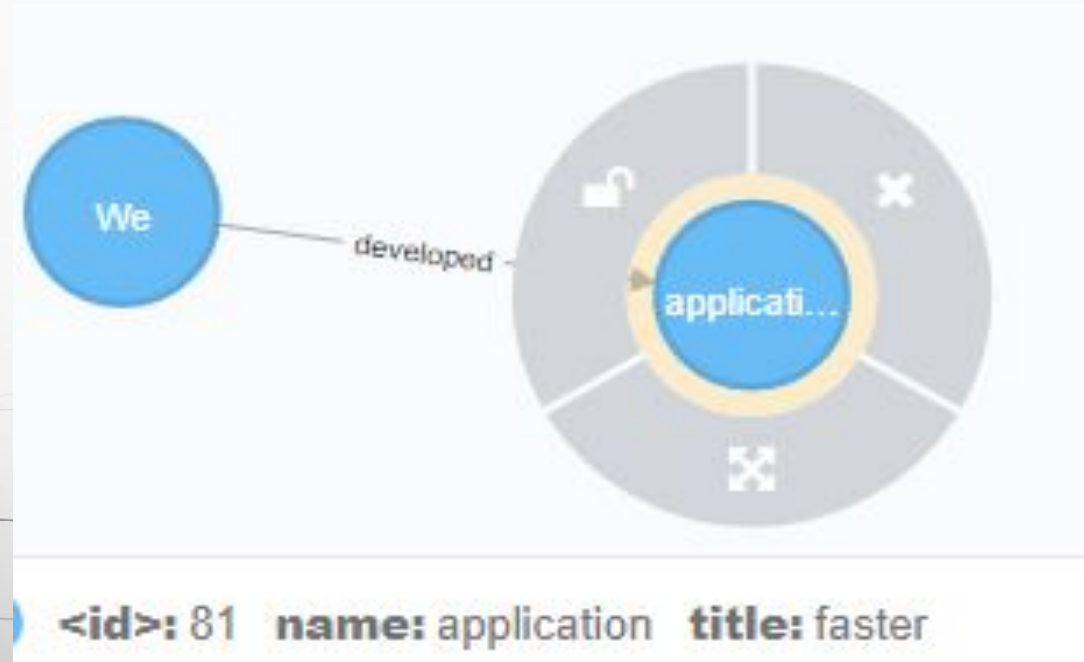 We
developed
applicati...
<id>: 81 name: application title: faster